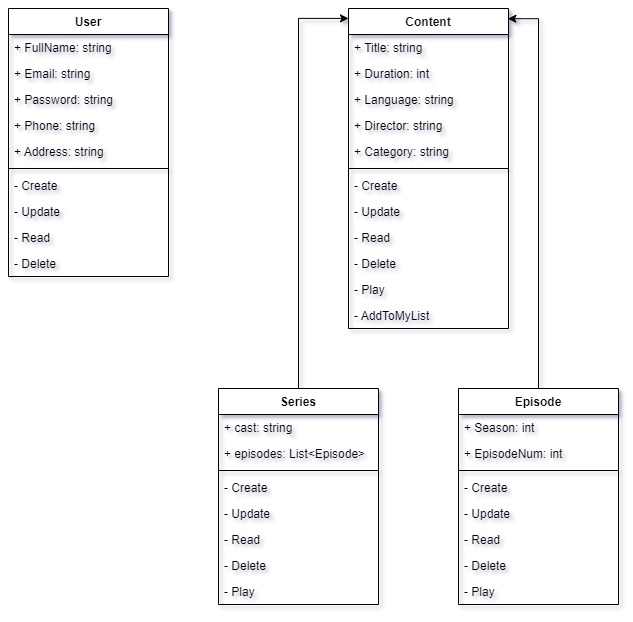 User
+ FullName: string
+ Email: string
+ Password: string
+ Phone: string
+ Address: string
- Create
- Update
- Read
- Delete
Content
+ Title: string
+ Duration: int
+ Language: string
+ Director: string
+ Category: string
- Create
- Update
- Read
- Delete
- Play
- AddToMyList
Series
+ cast: string
+ episodes: List<Episode>
- Create
- Update
- Read
- Delete
- Play
Episode
+ Season: int
+ EpisodeNum: int
- Create
- Update
- Read
- Delete
- Play